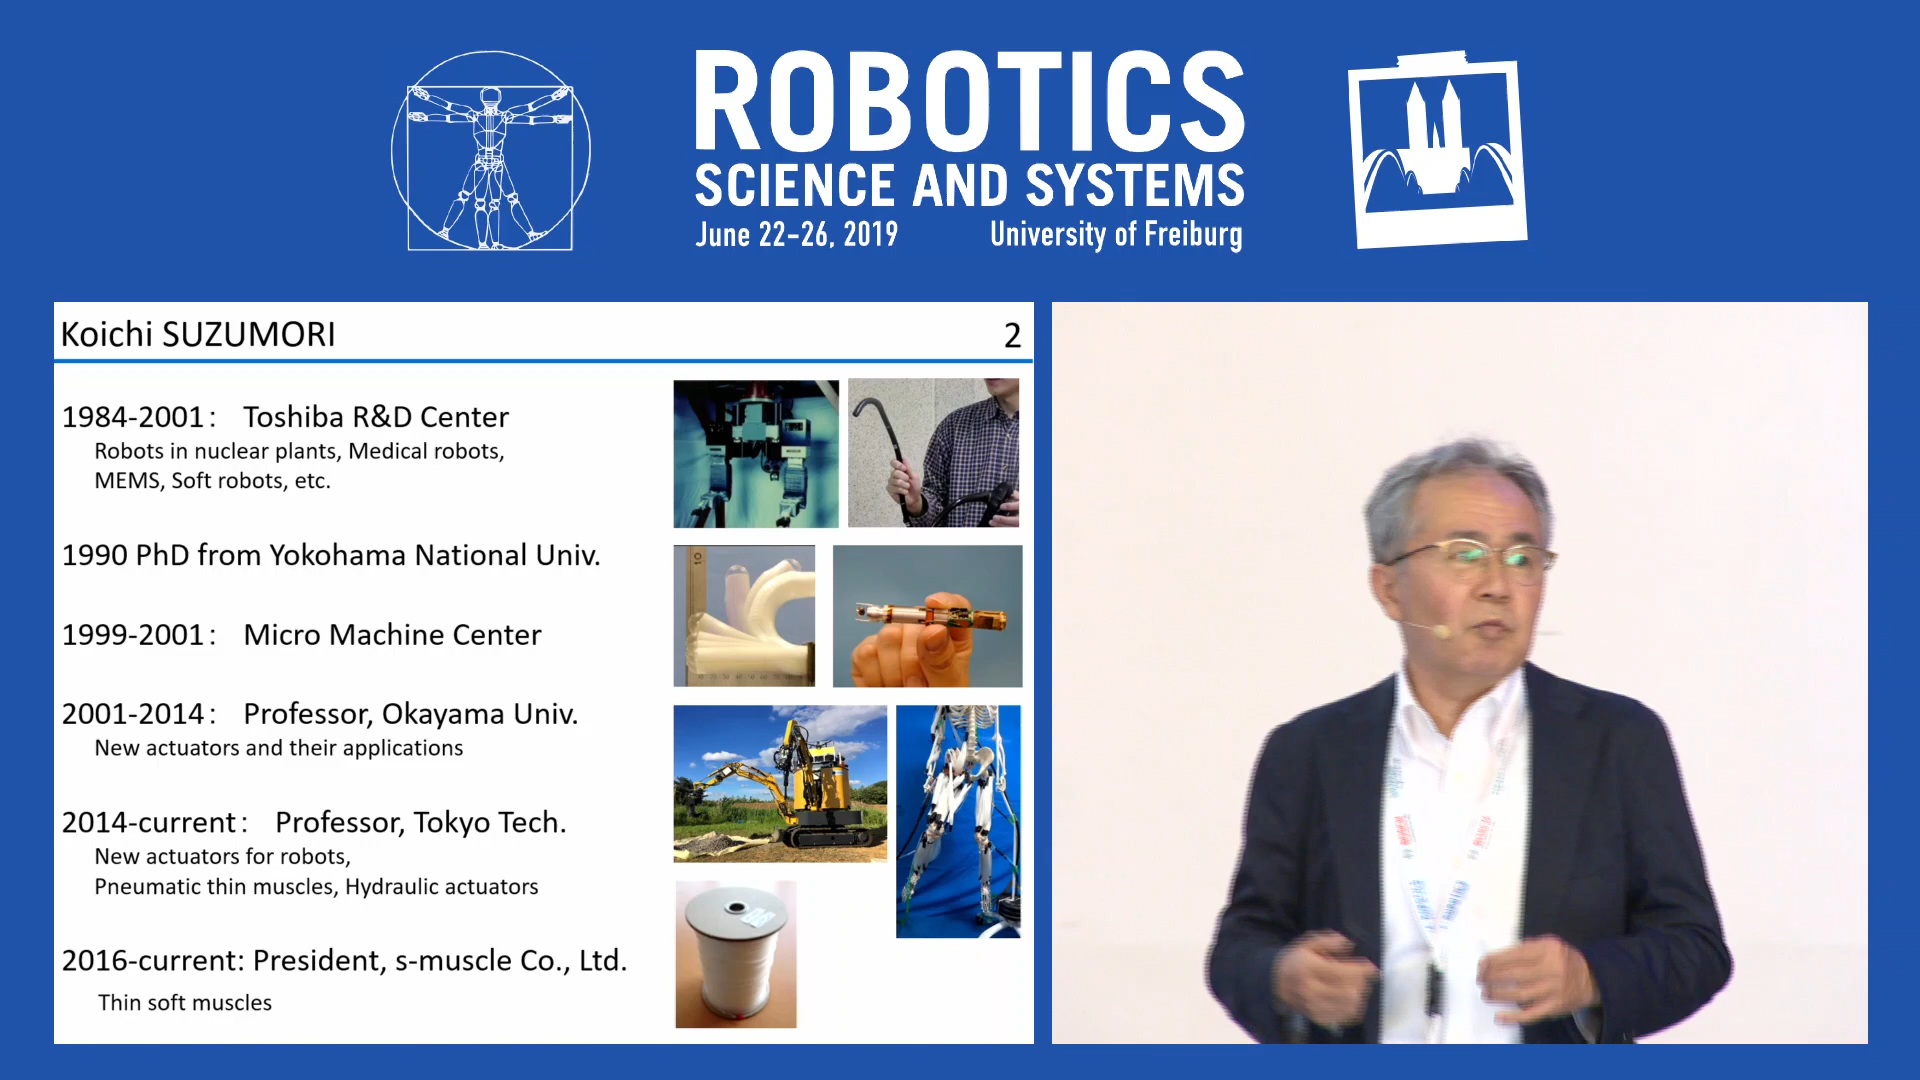 ROBOTICS
SCIENCE AND SYSTEMS
June 22-26, 2019 University of Freiburg
Koichi SUZUMORI 2
1984-2001: Toshiba R&D Center
Robots in nuclear plants, Medical robots,
MEMS, Soft robots, etc.
1990 PhD from Yokohama National Univ.
1999-2001: Micro Machine Center
2001-2014: Professor, Okayama Univ.
New actuators and their applications
2014-current: Professor, Tokyo Tech.
New actuators for robots,
Pneumatic thin muscles, Hydraulic actuators
2016-current: President, s-muscle Co., Ltd.
Thin soft muscles